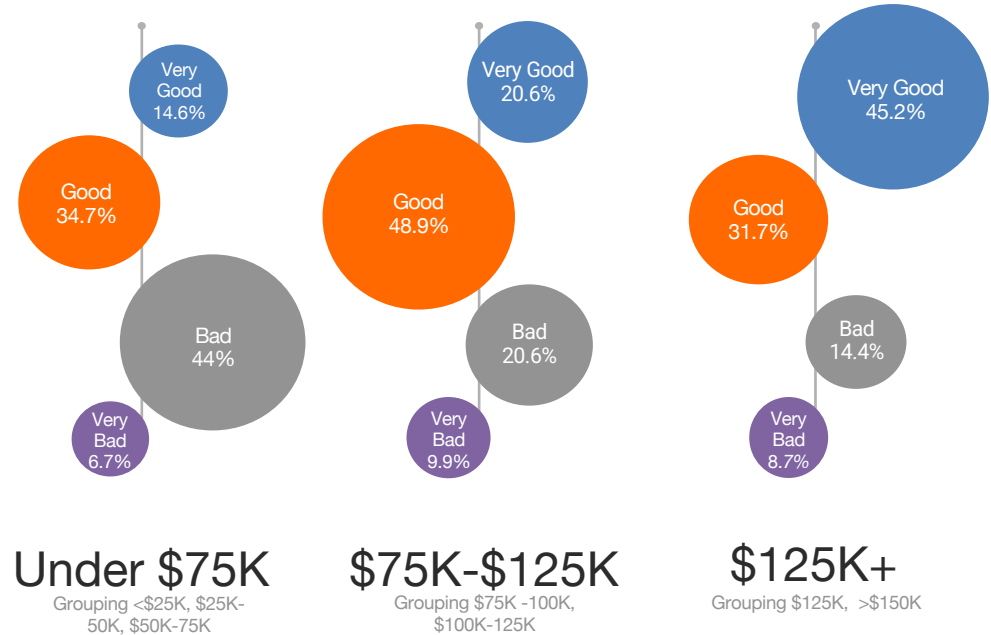 Very
Good
14.6%
Good
34.7%
Bad
44%
Very
Bad
6.7%
Under $75K
Grouping <$25K, $25K-
50K, $50K-75K
Very Good
20.6%
Good
48.9%
Bad
20.6%
Very
Bad
9.9%
$75K-$125K
Grouping $75K -100K,
$100K-125K
Very Good
45.2%
Good
31.7%
Bad
14.4%
Very
Bad
8.7%
$125K+
Grouping $125K, >$150K